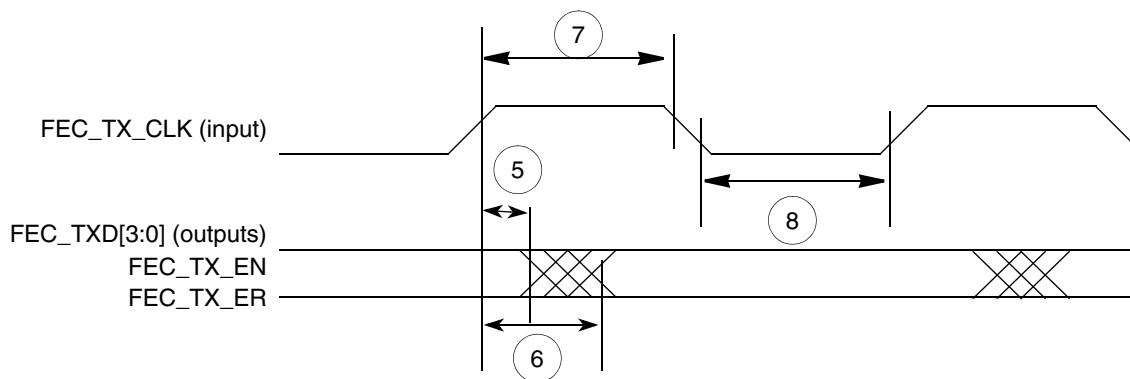 7
FEC_TX_CLK (input)
5
8
FEC_TXD[3:0] (outputs)
FEC_TX_EN
FEC_TX_ER
6